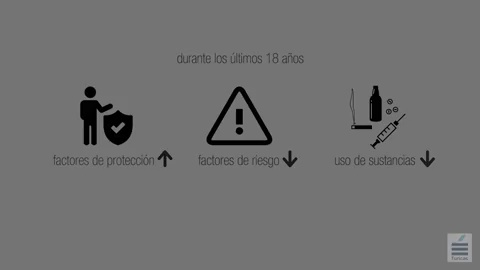 durante los últimos 18 años
factores de protección
factores de riesgo
uso de sustancias